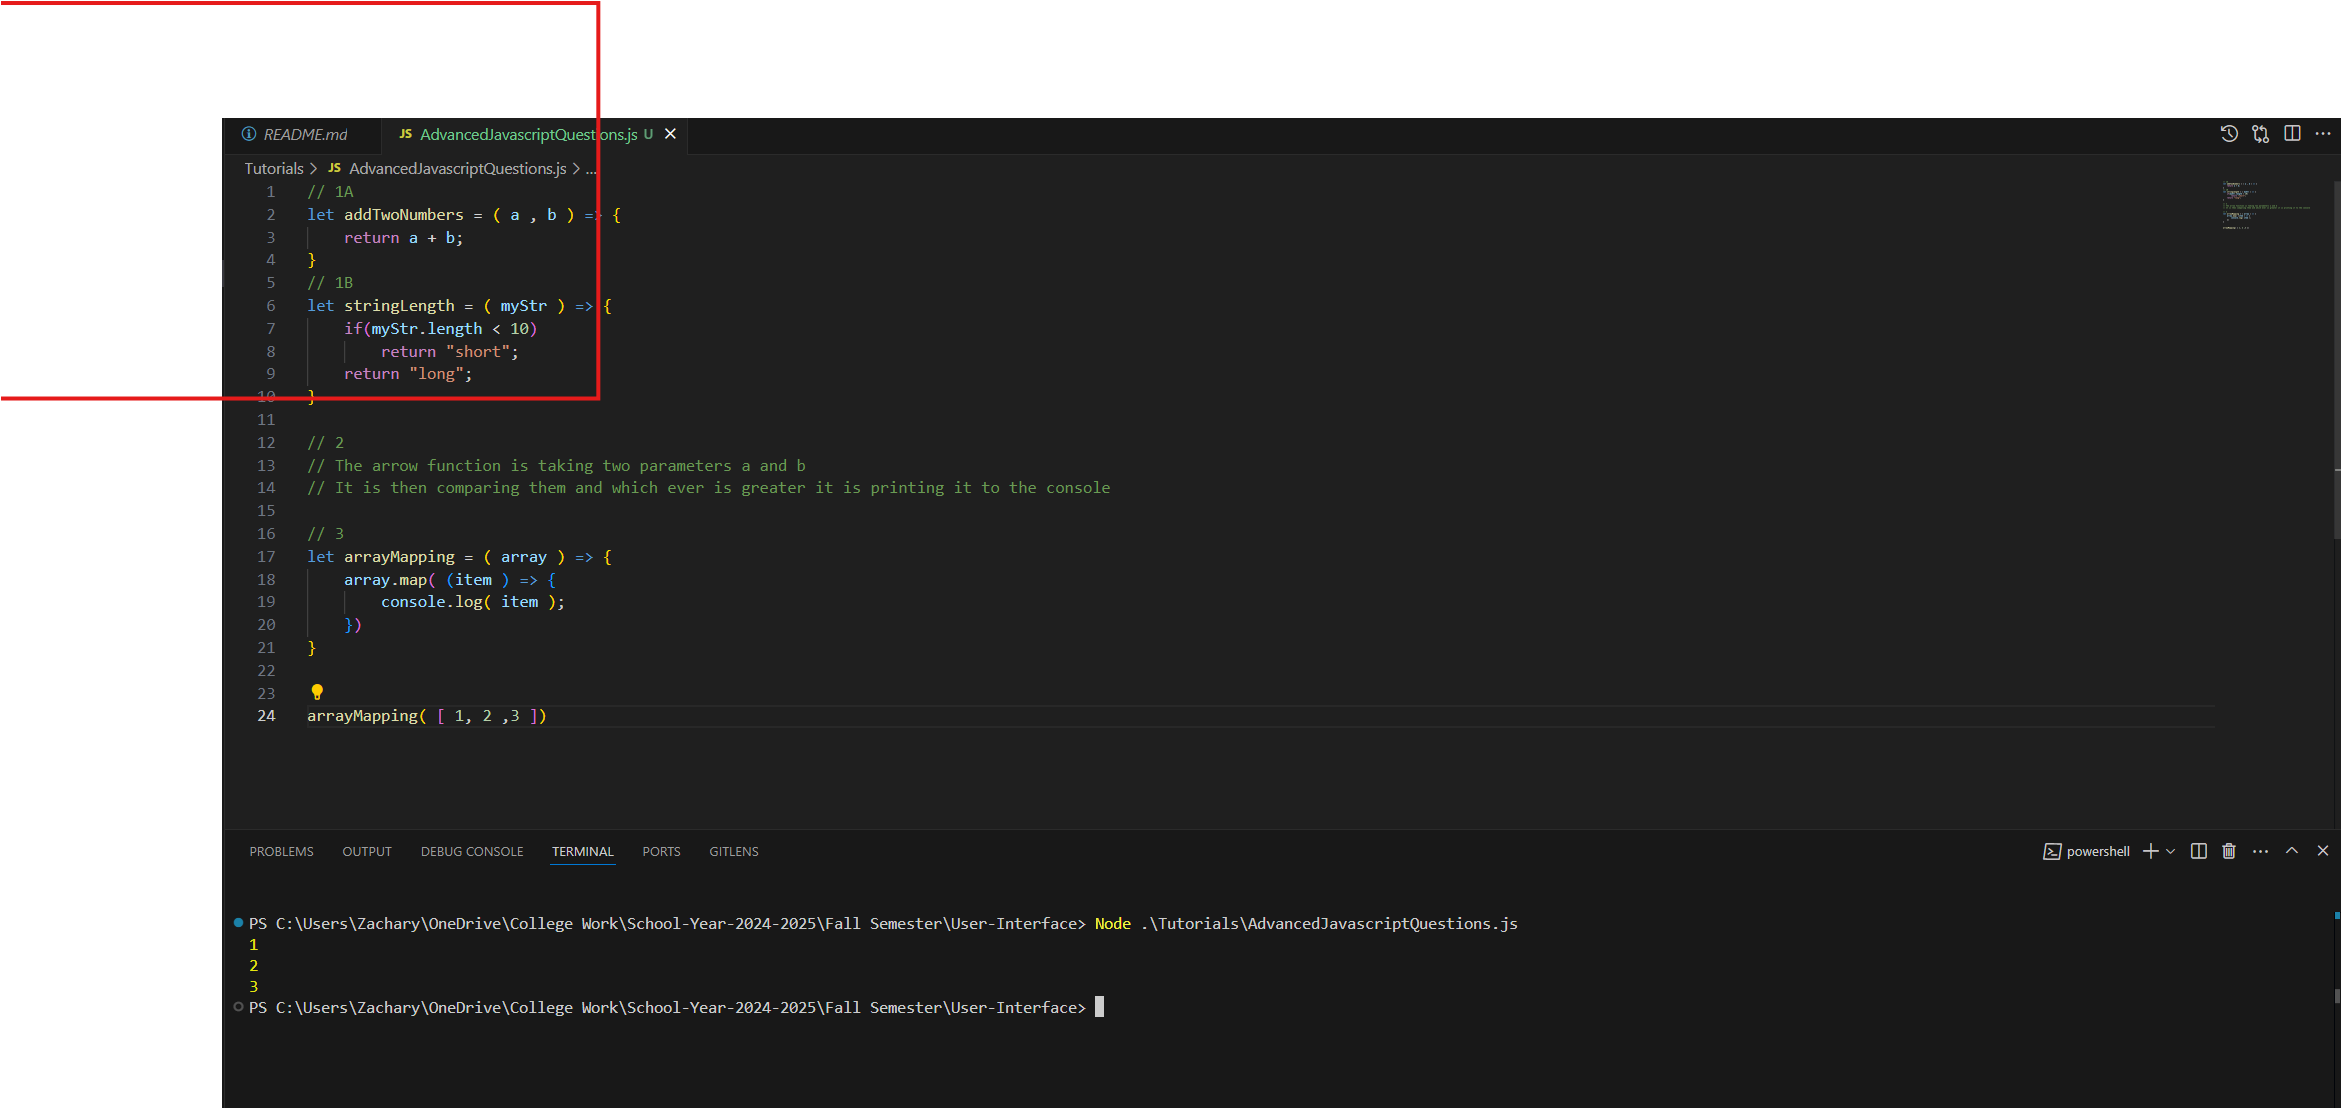 README.md
JS AdvancedJavascriptQuestions.js U
Tutorials > JS AdvancedJavascriptQuestions.js > ...
1 // 1A
2 let addTwoNumbers = ( a , b ) => {
3 return a + b;
4 }
5 // 1B
6 let stringLength = ( myStr ) => {
7 if(myStr.length < 10)
8 return "short";
9 return "long";
10 }
11
12 // 2
13 // The arrow function is taking two parameters a and b
14 // It is then comparing them and which ever is greater it is printing it to the console
15
16 // 3
17 let arrayMapping = ( array ) => {
18 array.map( (item ) => {
19 console.log( item );
20 })
21 }
22
23
24 arrayMapping( [ 1, 2 ,3 ])
PROBLEMS OUTPUT DEBUG CONSOLE TERMINAL PORTS GITLENS
powershell
PS C:\Users\Zachary\OneDrive\College Work\School-Year-2024-2025\Fall Semester\User-Interface> Node .\Tutorials\AdvancedJavascriptQuestions.js
1
2
3
PS C:\Users\Zachary\OneDrive\College Work\School-Year-2024-2025\Fall Semester\User-Interface>